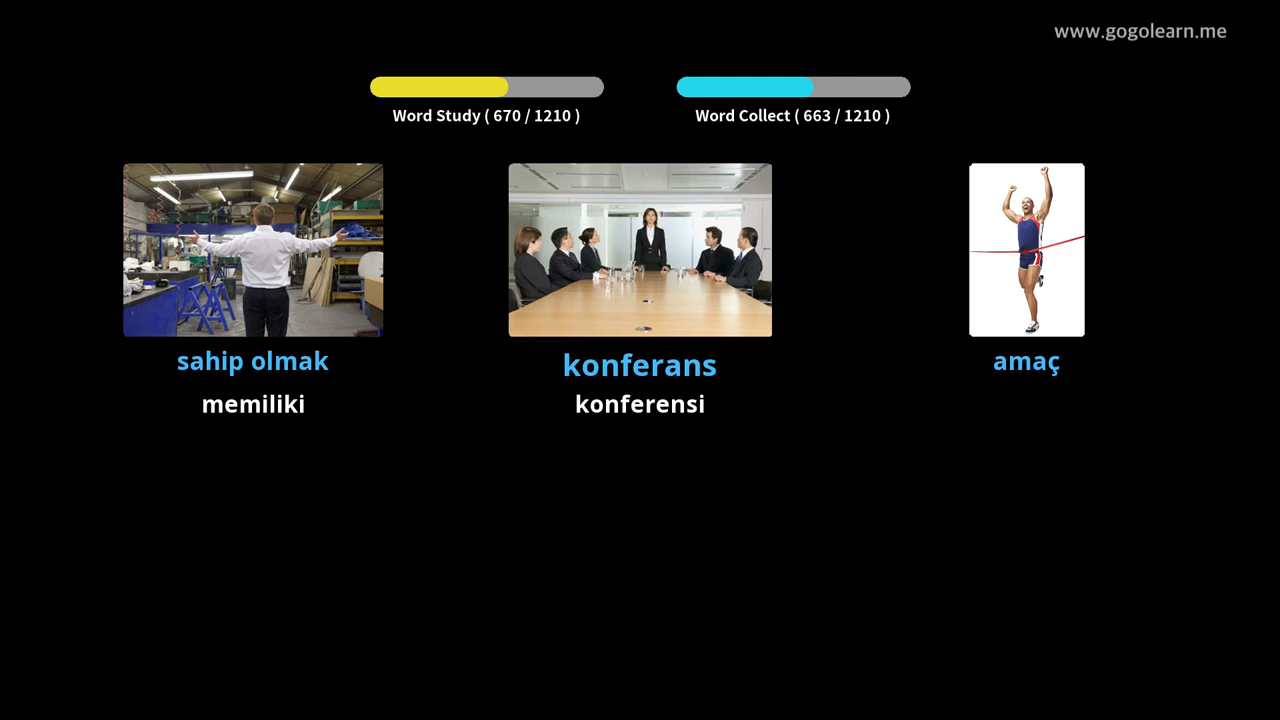 www.gogolearn.me
Word Study ( 670 / 1210 )
Word Collect ( 663 / 1210 )
sahip olmak
konferans
amaç
memiliki
konferensi